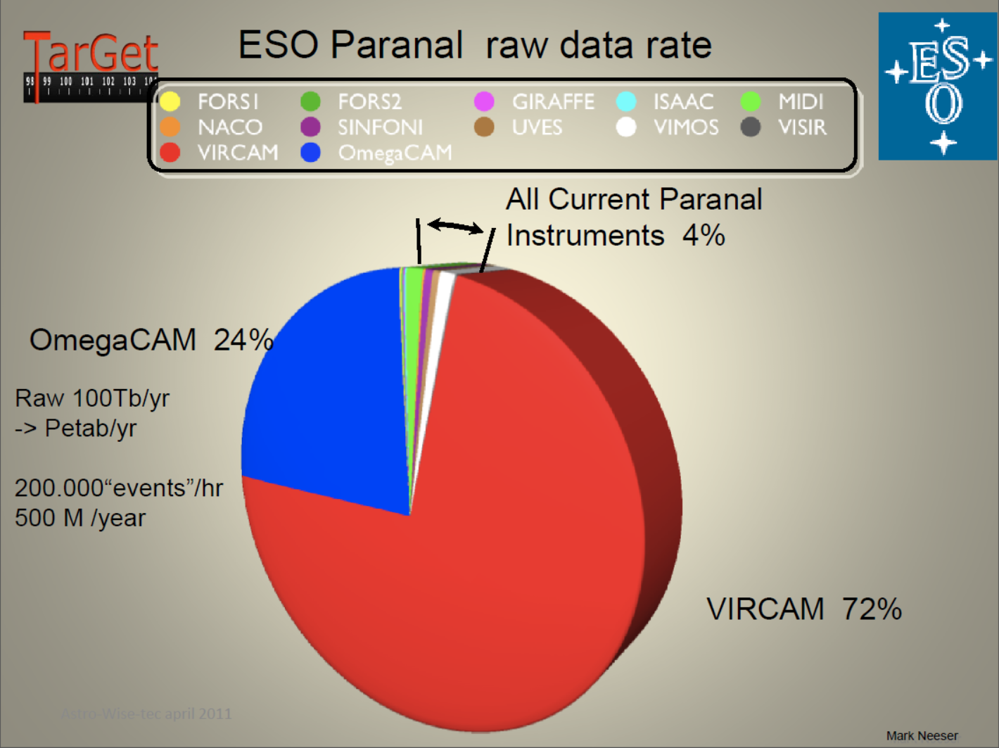 TarGet
98 99 100 101 102 103
ESO Paranal raw data rate
ESO
FORS1 FORS2 GIRAFFE ISAAC MIDI
NACO SINFONI UVES VIMOS VISIR
VIRCAM OmegaCAM
All Current Paranal
Instruments 4%
OmegaCAM 24%
Raw 100Tb/yr
-> Petab/yr
200.000“events”/hr
500 M /year
VIRCAM 72%
Astro-Wise-tec april 2011
Mark Neeser